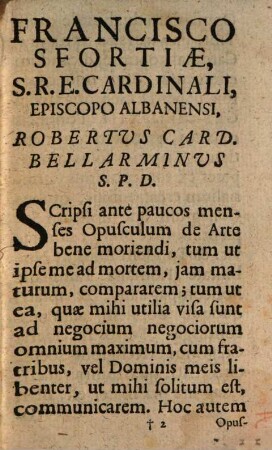 FRANCISCO
SFORTIÆ,
S.R.E. CARDINALI,
EPISCOPO ALBANENSI,
ROBERTVS CARD.
BELLARMINVS
S. P. D.
SCripsi ante paucos men-
ses Opusculum de Arte
bene moriendi, tum ut
ipse me ad mortem, jam ma-
turum, compararem; tum ut
ea, quæ mihi utilia visa sunt
ad negocium negociorum
omnium maximum, cum fra-
tribus, vel Dominis meis li-
benter, ut mihi solitum est,
communicarem. Hoc autem
† 2 Opus-